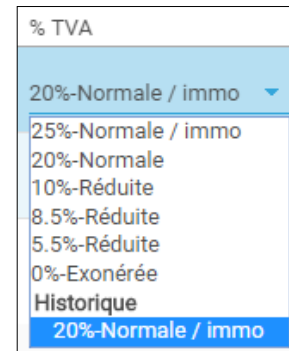 % TVA
20%-Normale / immo
25%-Normale / immo
20%-Normale
10%-Réduite
8.5%-Réduite
5.5%-Réduite
0%-Exonérée
Historique
20%-Normale / immo